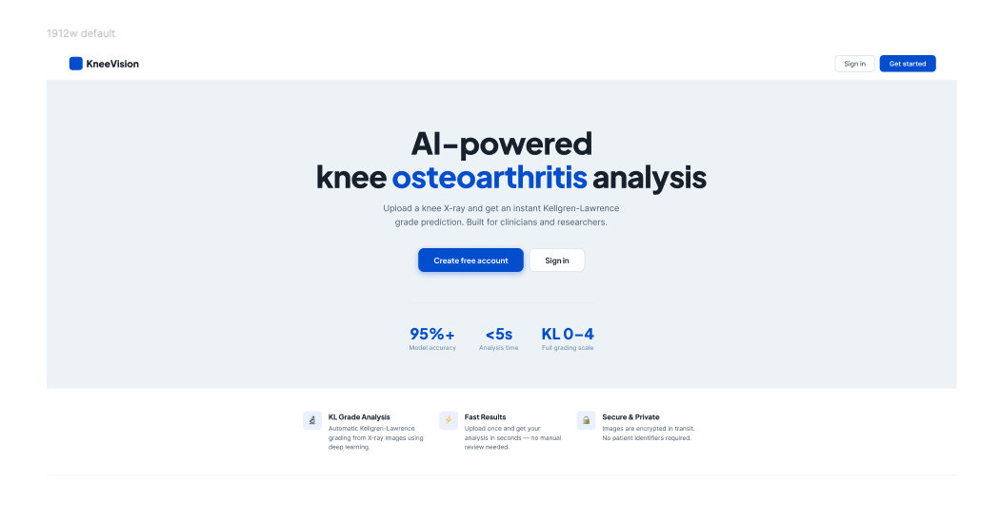 1912w default
KneeVision
Sign in
Get started
AI-powered
knee osteoarthritis analysis
Upload a knee X-ray and get an instant Kellgren-Lawrence
grade prediction. Built for clinicians and researchers.
Create free account
Sign in
95%+
Model accuracy
<5s
Analysis time
KL 0–4
Full grading scale
KL Grade Analysis
Automatic Kellgren-Lawrence
grading from X-ray images using
deep learning.
Fast Results
Upload once and get your
analysis in seconds — no manual
review needed.
Secure & Private
Images are encrypted in transit.
No patient identifiers required.